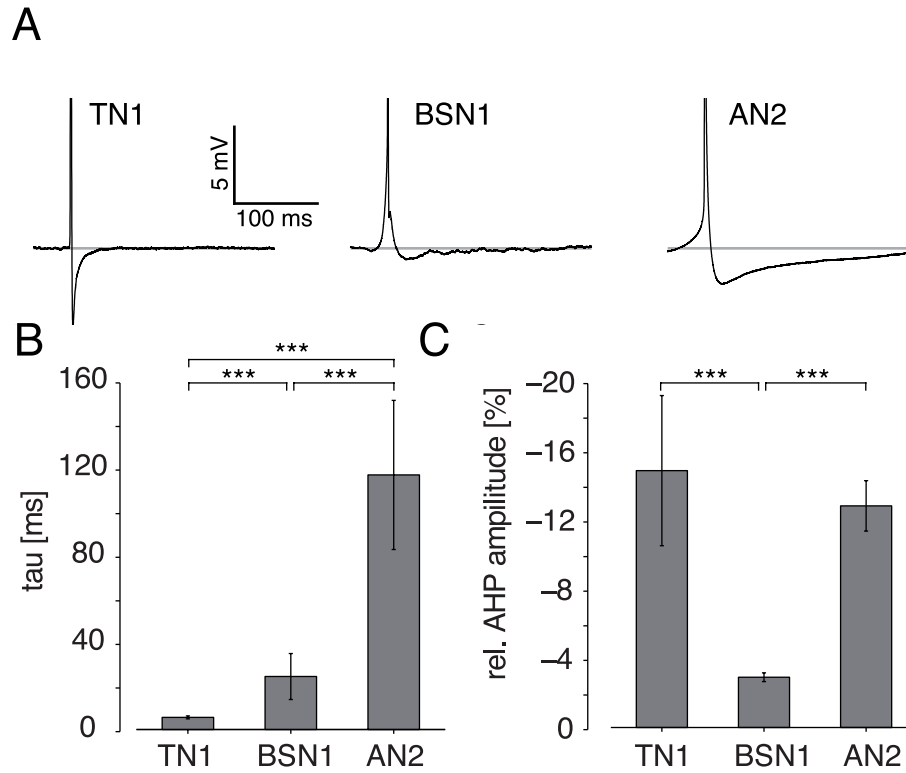 A
TN1
BSN1
AN2
5 mV
100 ms
B
***
***
***
160
120
80
40
0
tau [ms]
TN1
BSN1
AN2
C
***
***
–20
–16
–12
–8
–4
0
rel. AHP ampilitude [%]
TN1
BSN1
AN2